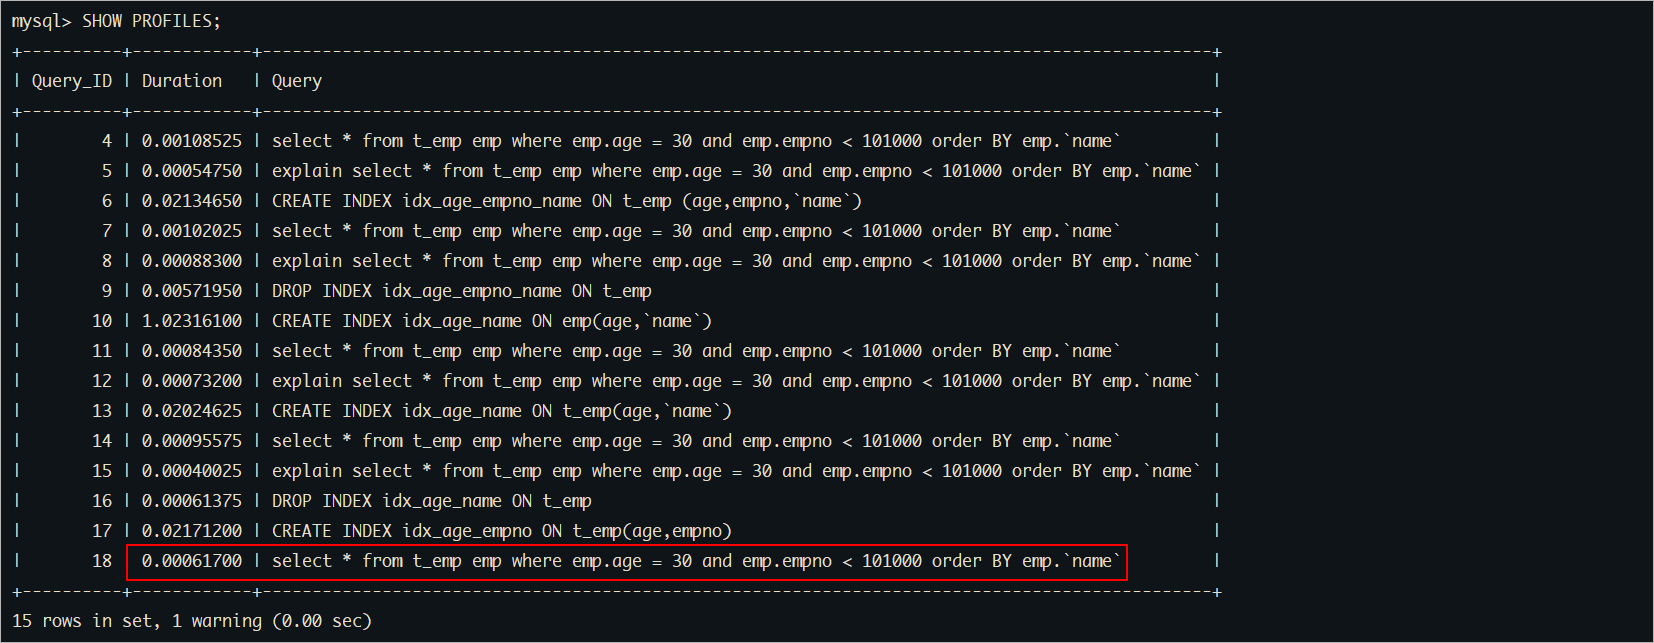 mysql> SHOW PROFILES;
+----------+------------+-----------------------------------------------------------------------------------------------+
| Query_ID | Duration   | Query                                                                                         |
+----------+------------+-----------------------------------------------------------------------------------------------+
|        4 | 0.00108525 | select * from t_emp emp where emp.age = 30 and emp.empno < 101000 order BY emp.`name`         |
|        5 | 0.00054750 | explain select * from t_emp emp where emp.age = 30 and emp.empno < 101000 order BY emp.`name` |
|        6 | 0.02134650 | CREATE INDEX idx_age_empno_name ON t_emp (age,empno,`name`)                                   |
|        7 | 0.00102025 | select * from t_emp emp where emp.age = 30 and emp.empno < 101000 order BY emp.`name`         |
|        8 | 0.00088300 | explain select * from t_emp emp where emp.age = 30 and emp.empno < 101000 order BY emp.`name` |
|        9 | 0.00571950 | DROP INDEX idx_age_empno_name ON t_emp                                                        |
|       10 | 1.02316100 | CREATE INDEX idx_age_name ON emp(age,`name`)                                                  |
|       11 | 0.00084350 | select * from t_emp emp where emp.age = 30 and emp.empno < 101000 order BY emp.`name`         |
|       12 | 0.00073200 | explain select * from t_emp emp where emp.age = 30 and emp.empno < 101000 order BY emp.`name` |
|       13 | 0.02024625 | CREATE INDEX idx_age_name ON t_emp(age,`name`)                                                |
|       14 | 0.00095575 | select * from t_emp emp where emp.age = 30 and emp.empno < 101000 order BY emp.`name`         |
|       15 | 0.00040025 | explain select * from t_emp emp where emp.age = 30 and emp.empno < 101000 order BY emp.`name` |
|       16 | 0.00061375 | DROP INDEX idx_age_name ON t_emp                                                              |
|       17 | 0.02171200 | CREATE INDEX idx_age_empno ON t_emp(age,empno)                                                |
|       18 | 0.00061700 | select * from t_emp emp where emp.age = 30 and emp.empno < 101000 order BY emp.`name`         |
+----------+------------+-----------------------------------------------------------------------------------------------+
15 rows in set, 1 warning (0.00 sec)